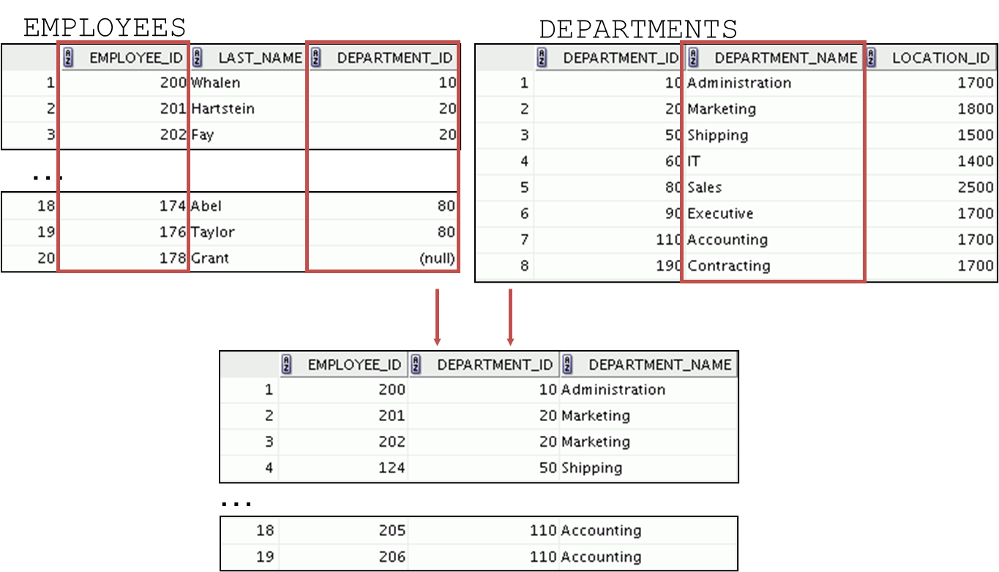 EMPLOYEES
EMPLOYEE_ID LAST_NAME DEPARTMENT_ID
1 200 Whalen 10
2 201 Hartstein 20
3 202 Fay 20
...
18 174 Abel 80
19 176 Taylor 80
20 178 Grant (null)
DEPARTMENTS
DEPARTMENT_ID DEPARTMENT_NAME LOCATION_ID
1 10 Administration 1700
2 20 Marketing 1800
3 50 Shipping 1500
4 60 IT 1400
5 80 Sales 2500
6 90 Executive 1700
7 110 Accounting 1700
8 190 Contracting 1700
EMPLOYEE_ID DEPARTMENT_ID DEPARTMENT_NAME
1 200 10 Administration
2 201 20 Marketing
3 202 20 Marketing
4 124 50 Shipping
...
18 205 110 Accounting
19 206 110 Accounting